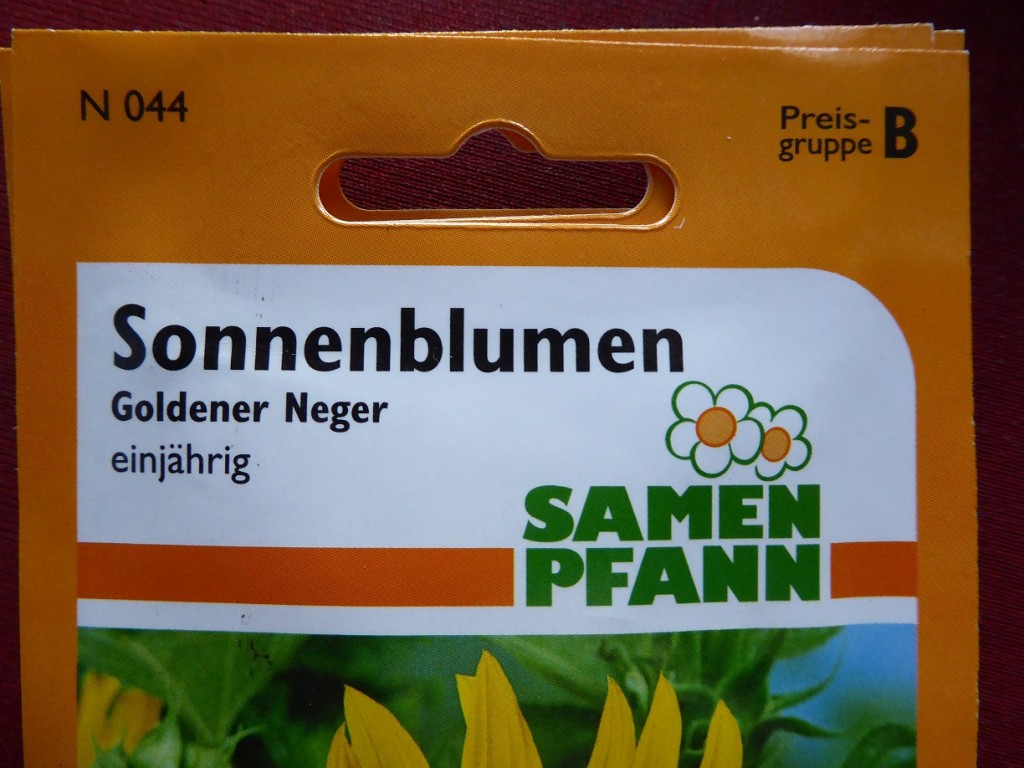 N 044
Preis-
gruppe B
Sonnenblumen
Goldener Neger
einjährig
SAMEN
PFANN